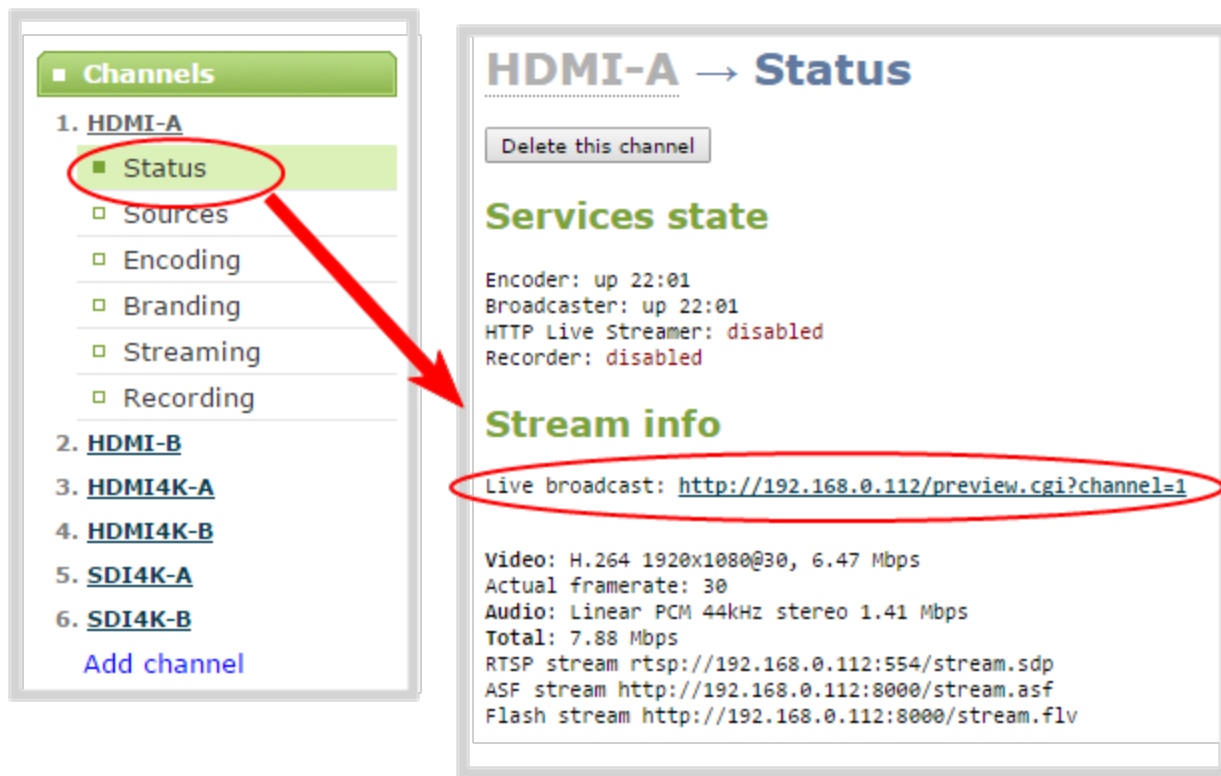 Channels
1. HDMI-A
Status
Sources
Encoding
Branding
Streaming
Recording
2. HDMI-B
3. HDMI4K-A
4. HDMI4K-B
5. SDI4K-A
6. SDI4K-B
Add channel
HDMI-A → Status
Delete this channel
Services state
Encoder: up 22:01
Broadcaster: up 22:01
HTTP Live Streamer: disabled
Recorder: disabled
Stream info
Live broadcast: http://192.168.0.112/preview.cgi?channel=1
Video: H.264 1920x1080@30, 6.47 Mbps
Actual framerate: 30
Audio: Linear PCM 44kHz stereo 1.41 Mbps
Total: 7.88 Mbps
RTSP stream rtsp://192.168.0.112:554/stream.sdp
ASF stream http://192.168.0.112:8000/stream.asf
Flash stream http://192.168.0.112:8000/stream.flv